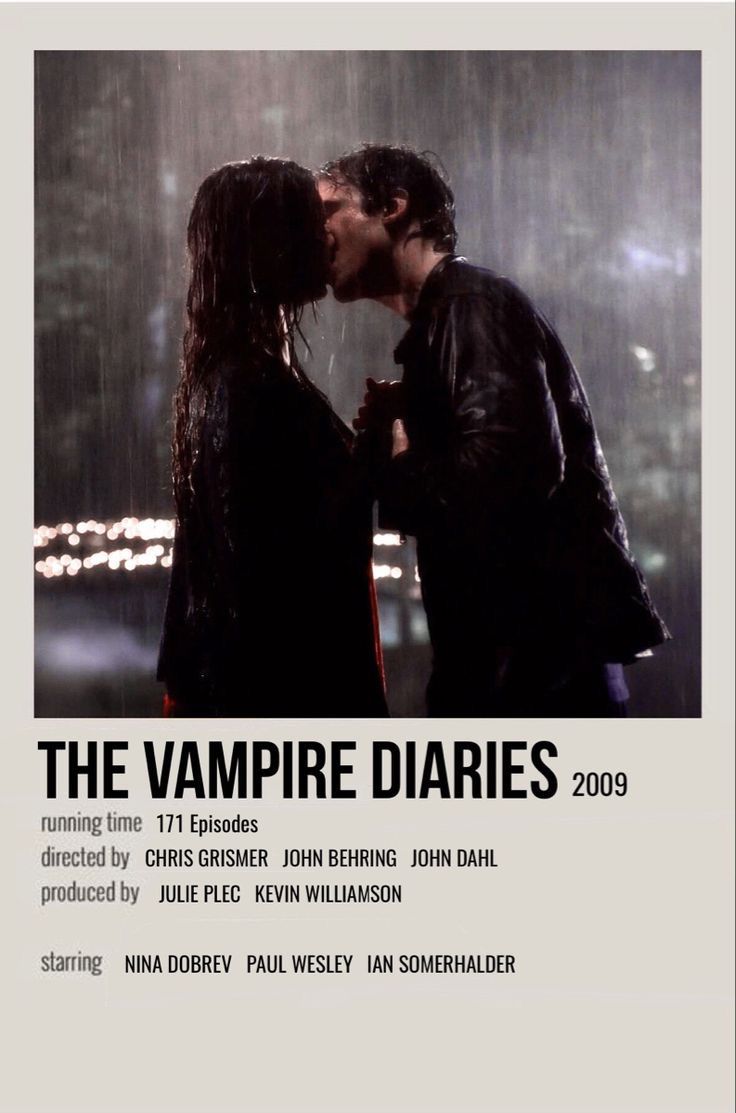 THE VAMPIRE DIARIES 2009
running time 171 Episodes
directed by CHRIS GRISMER JOHN BEHRING JOHN DAHL
produced by JULIE PLEC KEVIN WILLIAMSON
starring NINA DOBREV PAUL WESLEY IAN SOMERHALDER